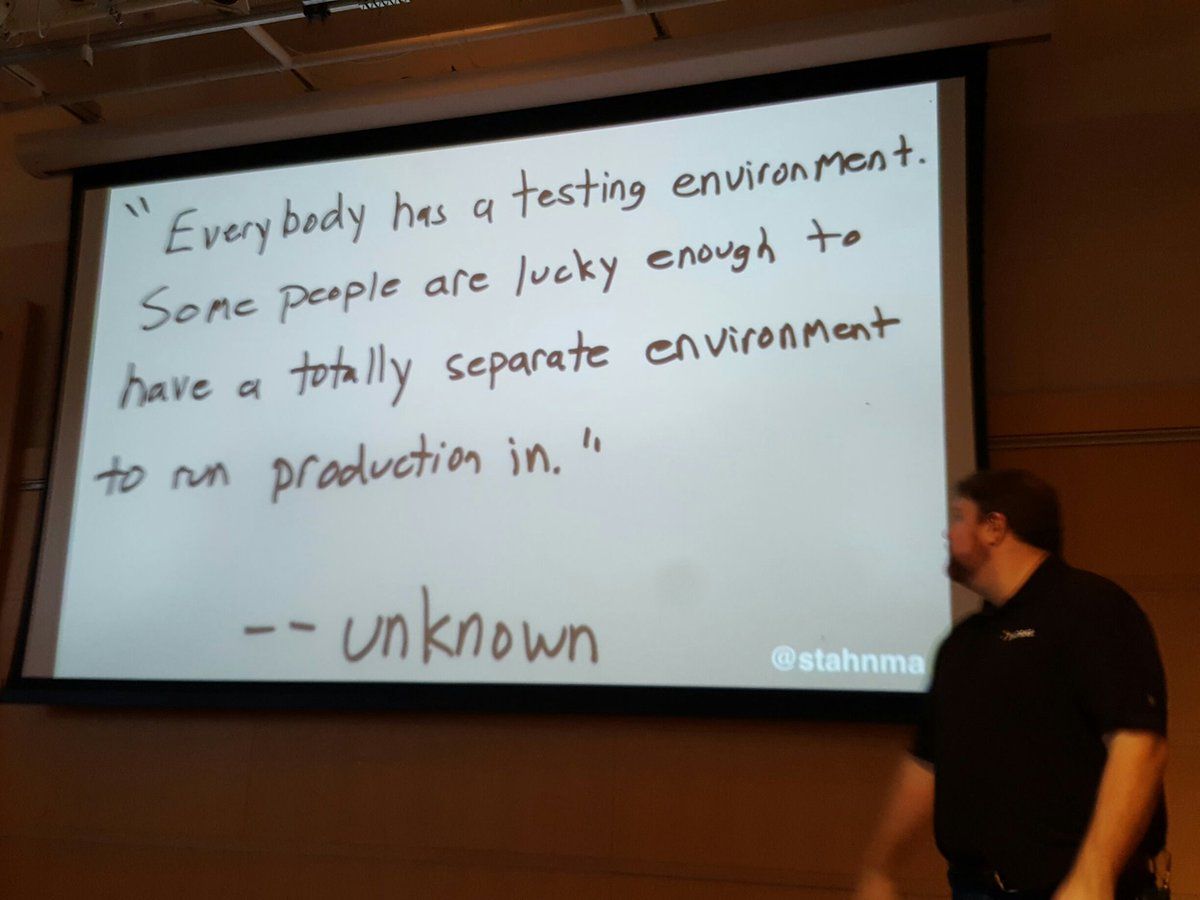 "Everybody has a testing environment.
Some people are lucky enough to
have a totally separate environment
to run production in."
-- unknown
@stahnma